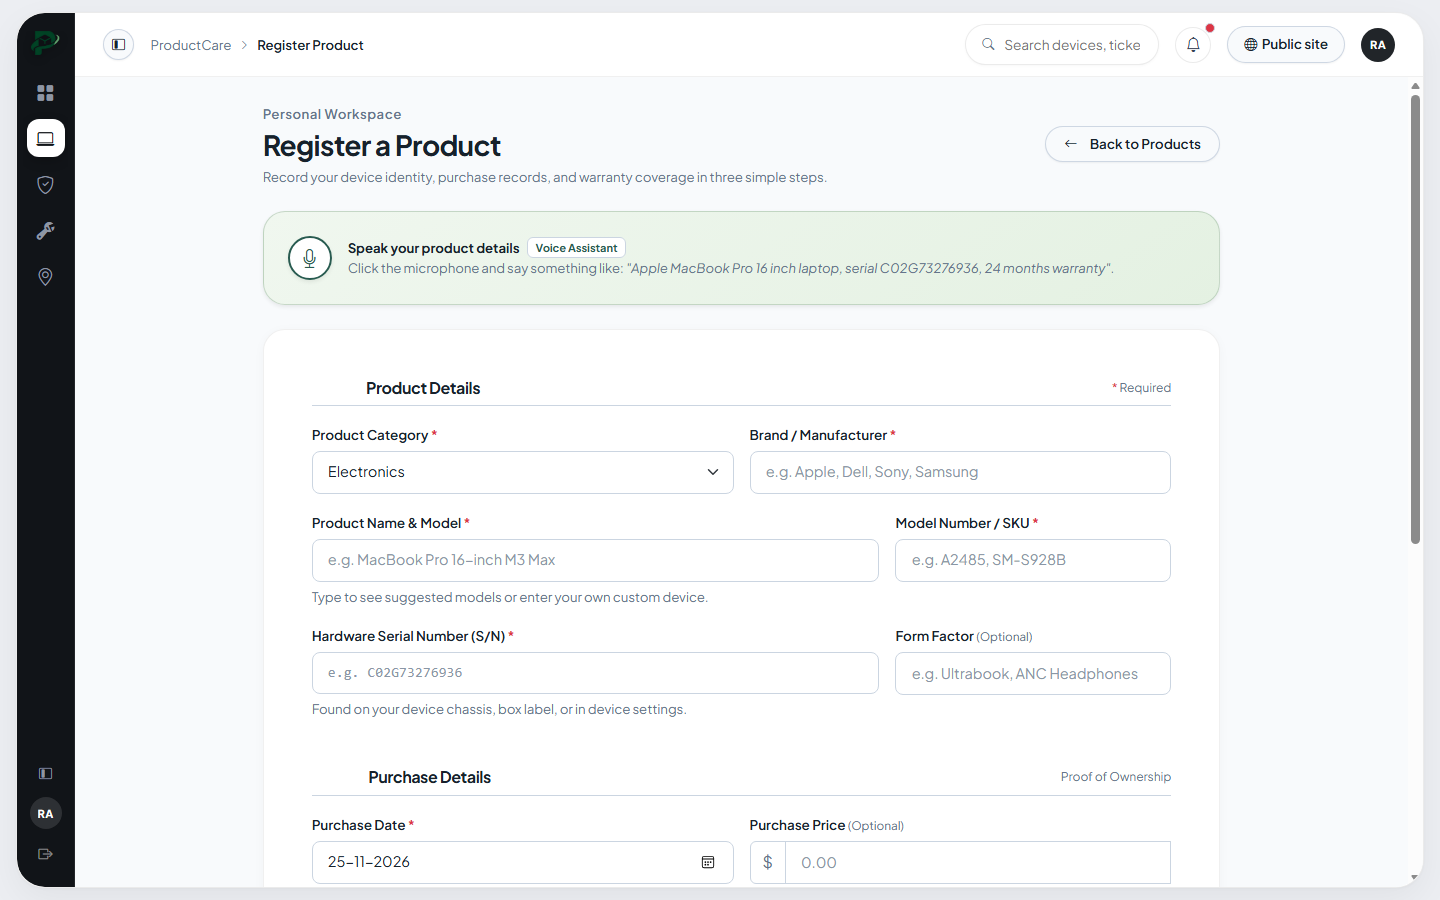 ProductCare > Register Product
Search devices, ticke
Public site
RA
Personal Workspace
Register a Product
Back to Products
Record your device identity, purchase records, and warranty coverage in three simple steps.
Speak your product details Voice Assistant
Click the microphone and say something like: "Apple MacBook Pro 16 inch laptop, serial C02G73276936, 24 months warranty".
Product Details
* Required
Product Category *
Brand / Manufacturer *
Electronics
e.g. Apple, Dell, Sony, Samsung
Product Name & Model *
Model Number / SKU *
e.g. MacBook Pro 16-inch M3 Max
e.g. A2485, SM-S928B
Type to see suggested models or enter your own custom device.
Hardware Serial Number (S/N) *
Form Factor (Optional)
e.g. C02G73276936
e.g. Ultrabook, ANC Headphones
Found on your device chassis, box label, or in device settings.
Purchase Details
Proof of Ownership
Purchase Date *
Purchase Price (Optional)
25-11-2026
$ 0.00
RA